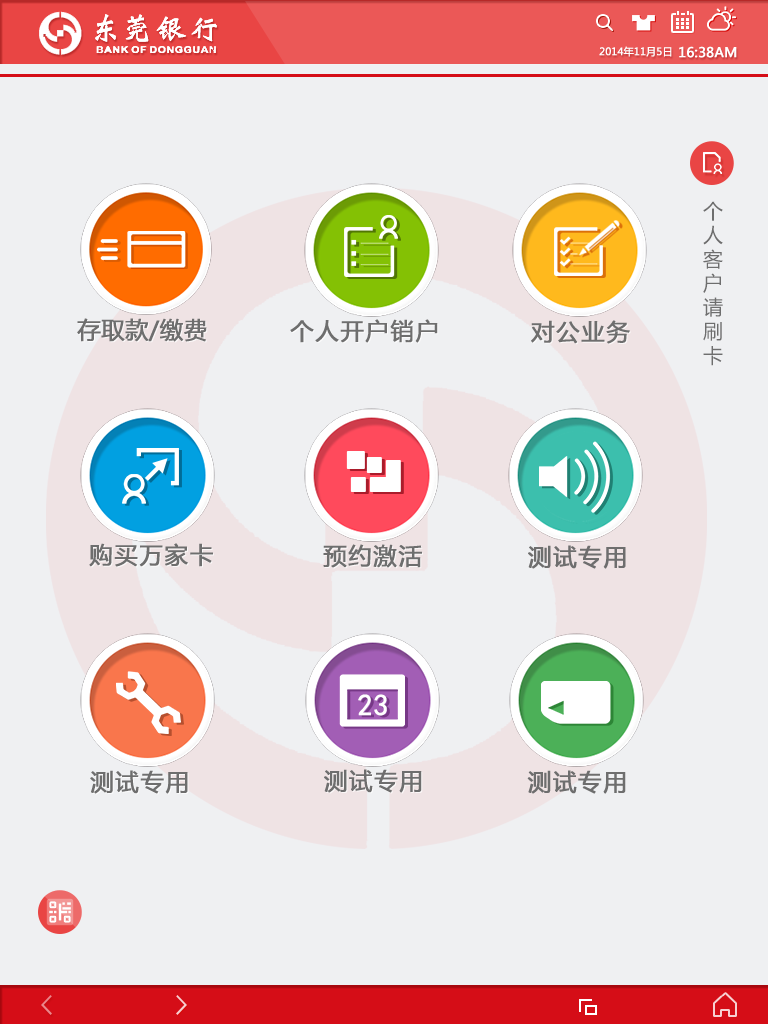 东莞银行
BANK OF DONGGUAN
2014年11月5日 16:38AM
个人客户请刷卡
存取款/缴费
个人开户销户
对公业务
购买万家卡
预约激活
测试专用
23
测试专用
测试专用
测试专用